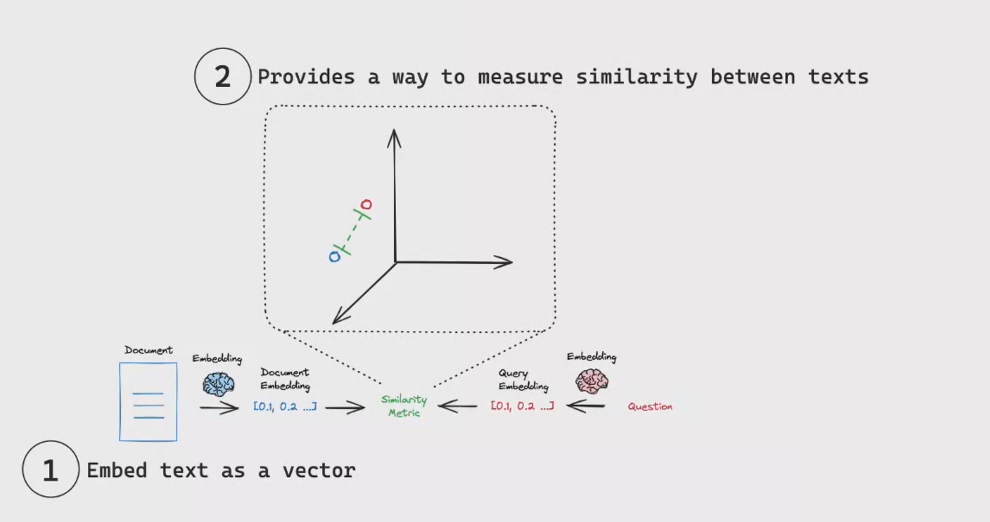 2 Provides a way to measure similarity between texts
Document
Embedding
Document
Embedding
[0.1, 0.2 ...]
Similarity
Metric
Query
Embedding
[0.1, 0.2 ...]
Embedding
Question
1 Embed text as a vector